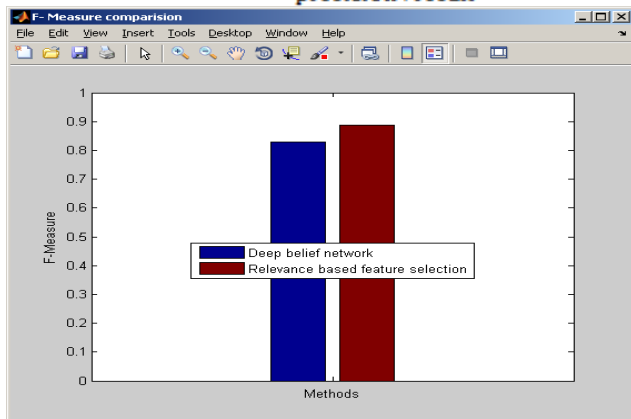 F- Measure comparision
File Edit View Insert Tools Desktop Window Help
1
0.9
0.8
0.7
0.6
0.5
0.4
0.3
0.2
0.1
0
F-Measure
Deep belief network
Relevance based feature selection
Methods